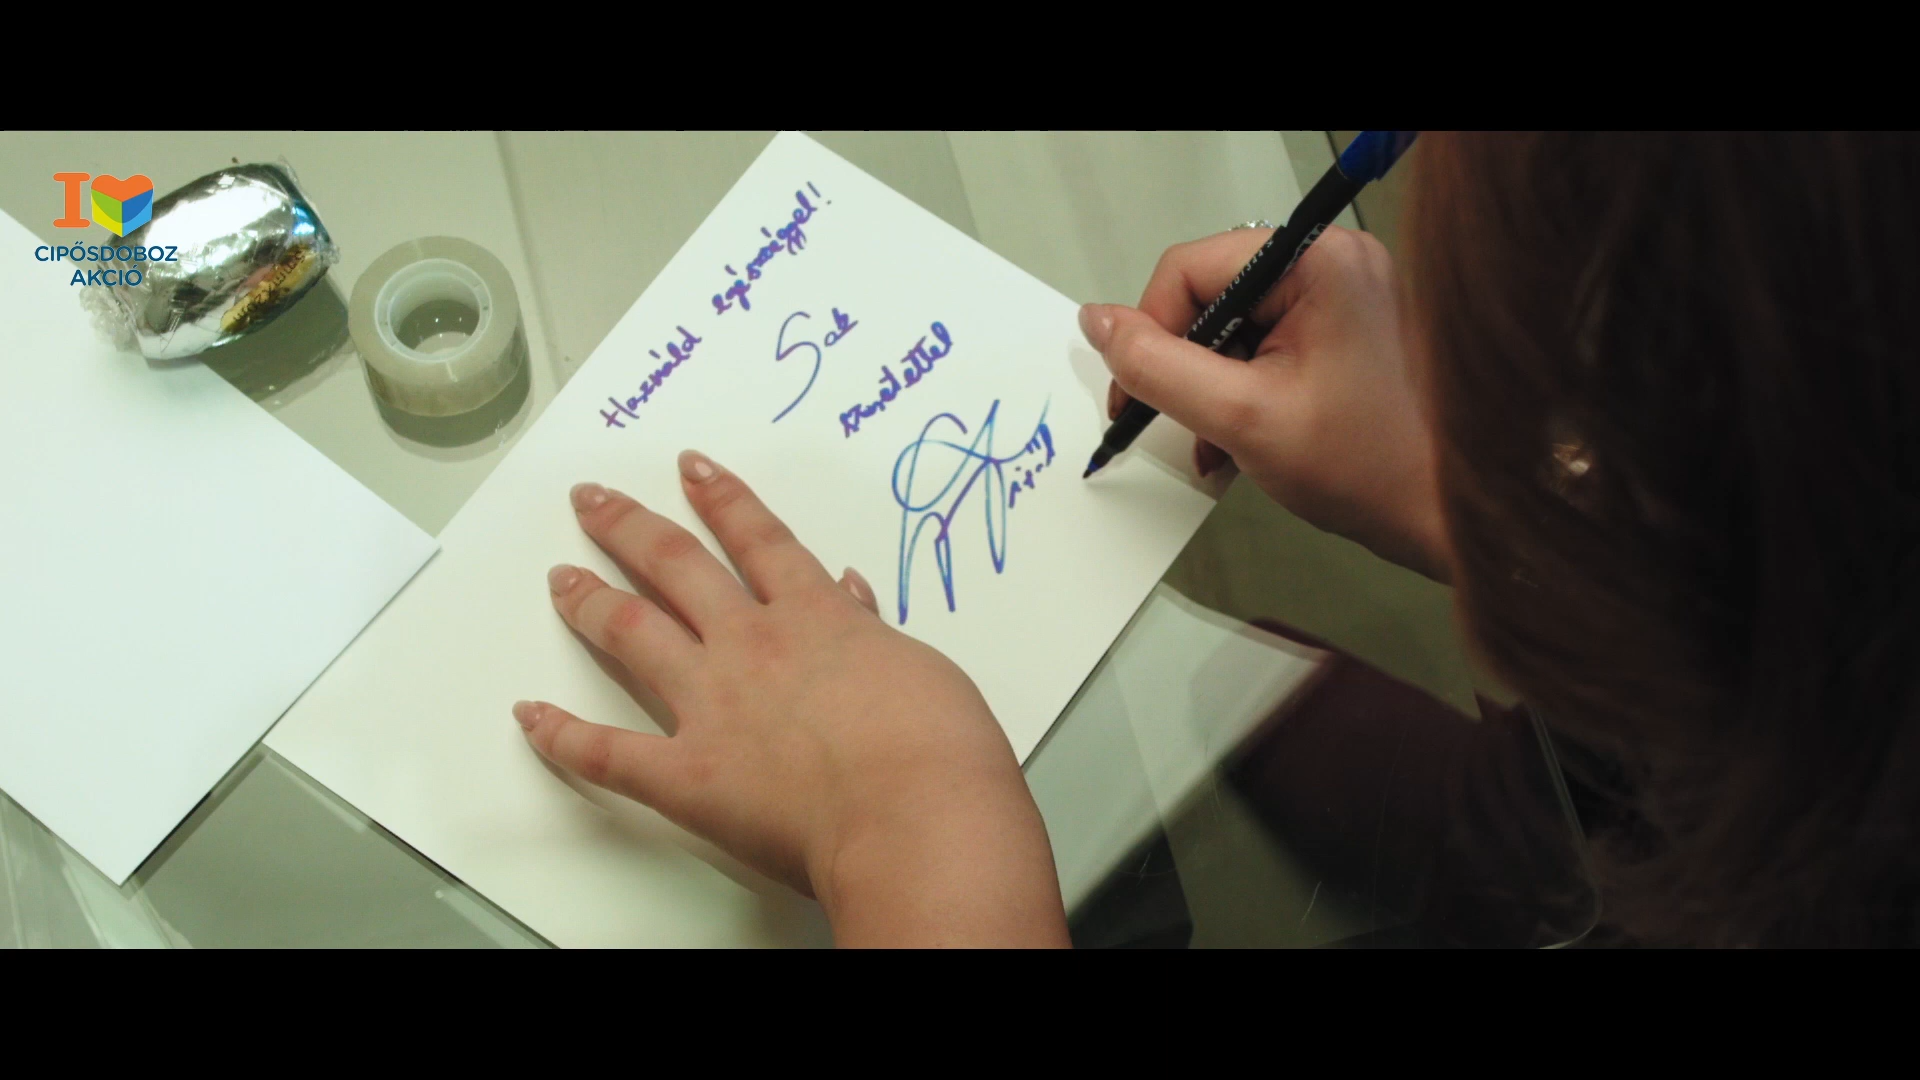 I
CIPŐSDOBOZ
AKCIÓ
Használd egészséggel!
Sok
szeretettel